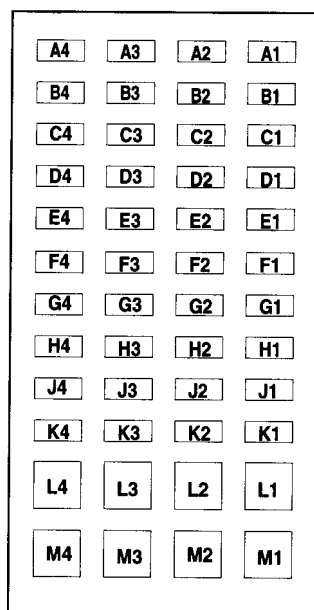 A4 A3 A2 A1
B4 B3 B2 B1
C4 C3 C2 C1
D4 D3 D2 D1
E4 E3 E2 E1
F4 F3 F2 F1
G4 G3 G2 G1
H4 H3 H2 H1
J4 J3 J2 J1
K4 K3 K2 K1
L4 L3 L2 L1
M4 M3 M2 M1